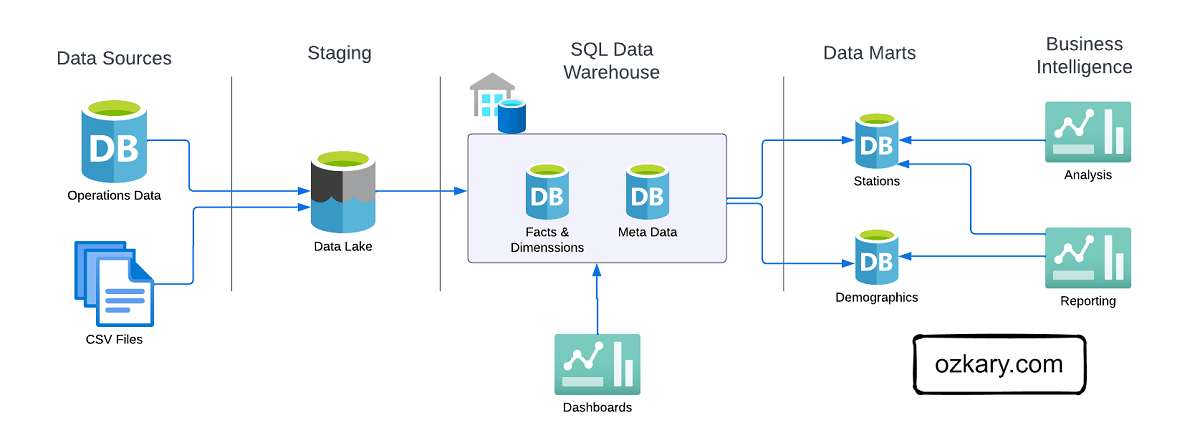 Data Sources
Staging
SQL Data
Warehouse
Data Marts
Business
Intelligence
DB
Operations Data
CSV Files
Data Lake
DB
Facts &
Dimenssions
DB
Meta Data
Dashboards
DB
Stations
DB
Demographics
Analysis
Reporting
ozkary.com